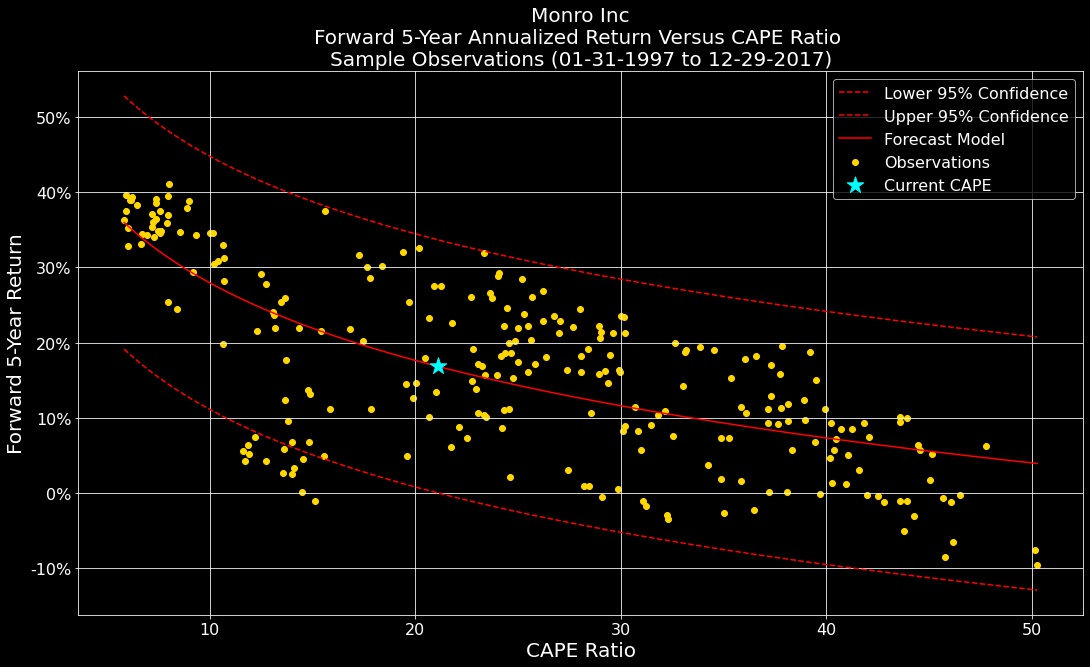 Monro Inc
Forward 5-Year Annualized Return Versus CAPE Ratio
Sample Observations (01-31-1997 to 12-29-2017)
Lower 95% Confidence
Upper 95% Confidence
Forecast Model
Observations
Current CAPE
Forward 5-Year Return
50%
40%
30%
20%
10%
0%
-10%
10
20
30
40
50
CAPE Ratio